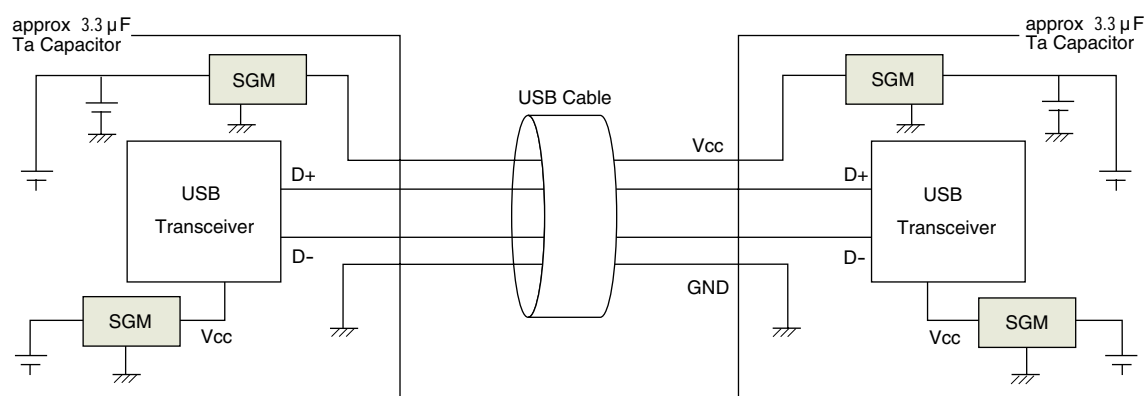 approx 3.3 µF
Ta Capacitor
approx 3.3 µF
Ta Capacitor
SGM
SGM
USB Cable
Vcc
D+
D+
USB
Transceiver
USB
Transceiver
D-
D-
GND
SGM
Vcc
Vcc
SGM